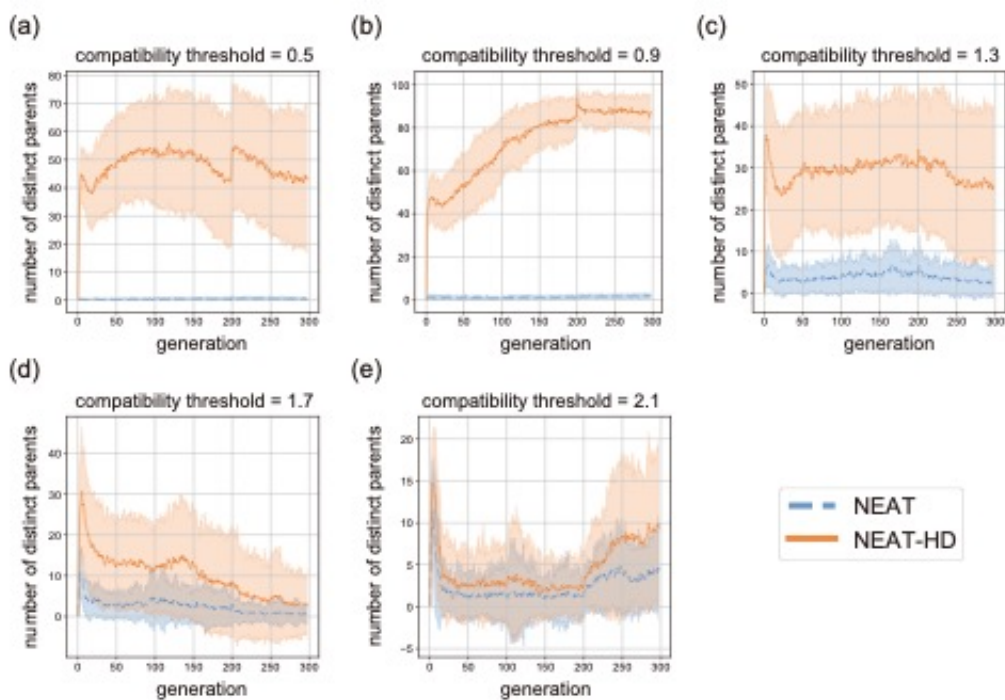 (a)
compatibility threshold = 0.5
number of distinct parents
80
70
60
50
40
30
20
10
0
0 50 100 150 200 250 300
generation
(b)
compatibility threshold = 0.9
number of distinct parents
100
80
60
40
20
0
0 50 100 150 200 250 300
generation
(c)
compatibility threshold = 1.3
number of distinct parents
50
40
30
20
10
0
0 50 100 150 200 250 300
generation
(d)
compatibility threshold = 1.7
number of distinct parents
40
30
20
10
0
0 50 100 150 200 250 300
generation
(e)
compatibility threshold = 2.1
number of distinct parents
20
15
10
5
0
−5
0 50 100 150 200 250 300
generation
NEAT
NEAT-HD